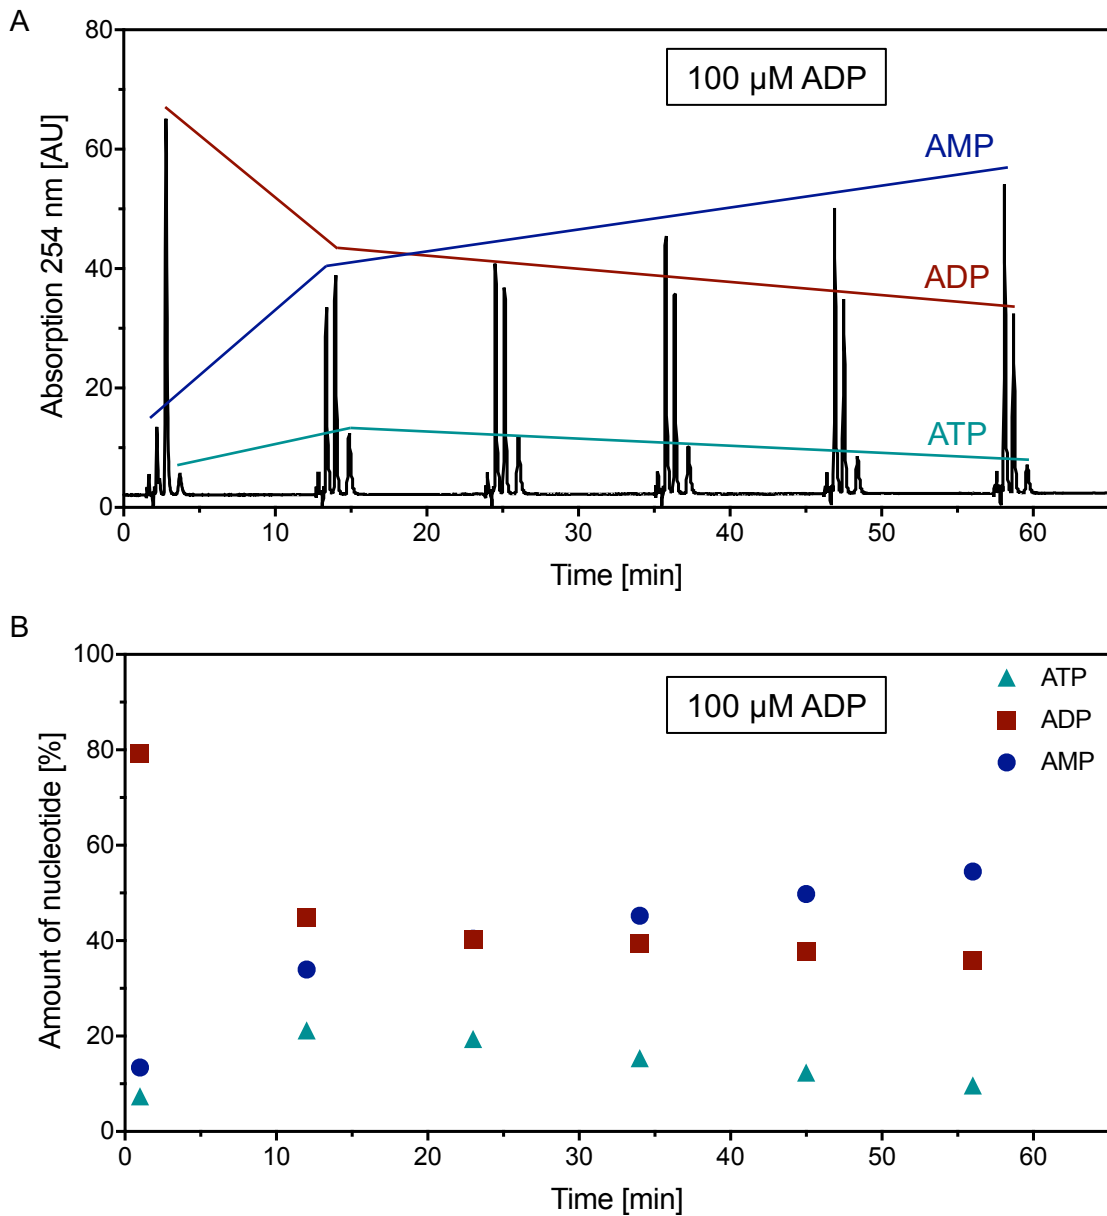 A
80
100 µM ADP
60
AMP
40
ADP
20
ATP
0
Absorption 254 nm [AU]
0 10 20 30 40 50 60
Time [min]
B
100
ATP
100 µM ADP
ADP
80
AMP
60
40
20
0
Amount of nucleotide [%]
0 10 20 30 40 50 60
Time [min]